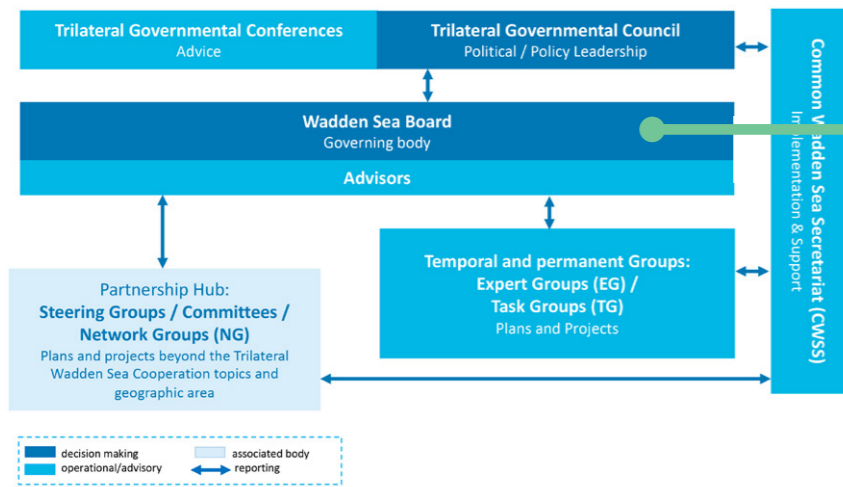 Trilateral Governmental Conferences
Advice
Trilateral Governmental Council
Political / Policy Leadership
Wadden Sea Board
Governing body
Advisors
Common Wadden Sea Secretariat (CWSS)
Implementation & Support
Temporal and permanent Groups:
Expert Groups (EG) /
Task Groups (TG)
Plans and Projects
Partnership Hub:
Steering Groups / Committees /
Network Groups (NG)
Plans and projects beyond the Trilateral
Wadden Sea Cooperation topics and
geographic area
decision making
associated body
operational/advisory
reporting